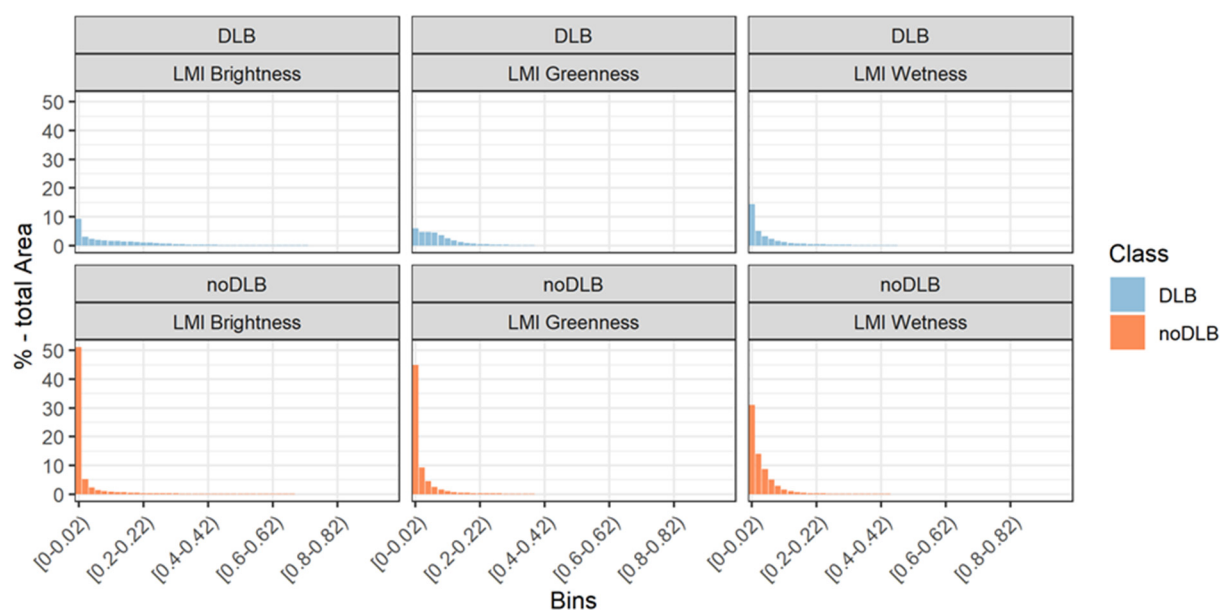 DLB DLB DLB
LMI Brightness LMI Greenness LMI Wetness
50
40
30
20
10
0
% - total Area
noDLB noDLB noDLB
LMI Brightness LMI Greenness LMI Wetness
50
40
30
20
10
0
[0-0.02) [0.2-0.22) [0.4-0.42) [0.6-0.62) [0.8-0.82) [0-0.02) [0.2-0.22) [0.4-0.42) [0.6-0.62) [0.8-0.82) [0-0.02) [0.2-0.22) [0.4-0.42) [0.6-0.62) [0.8-0.82)
Bins
Class
DLB
noDLB